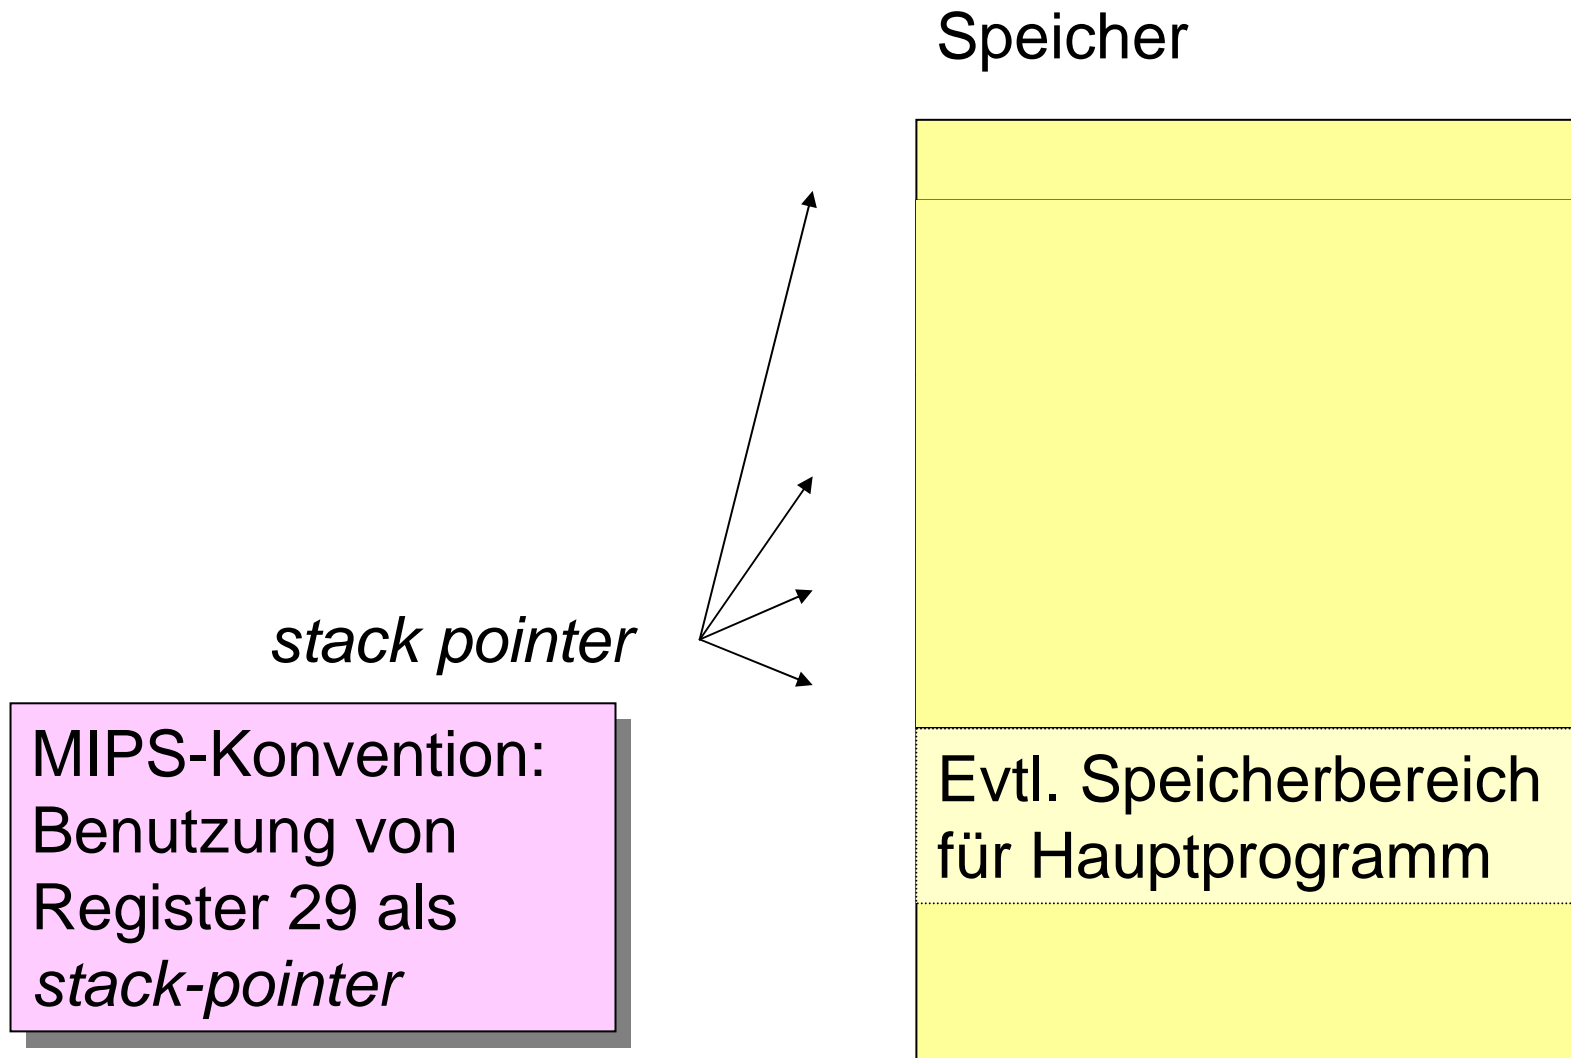 Speicher
stack pointer
MIPS-Konvention:
Benutzung von
Register 29 als
stack-pointer
Evtl. Speicherbereich
für Hauptprogramm